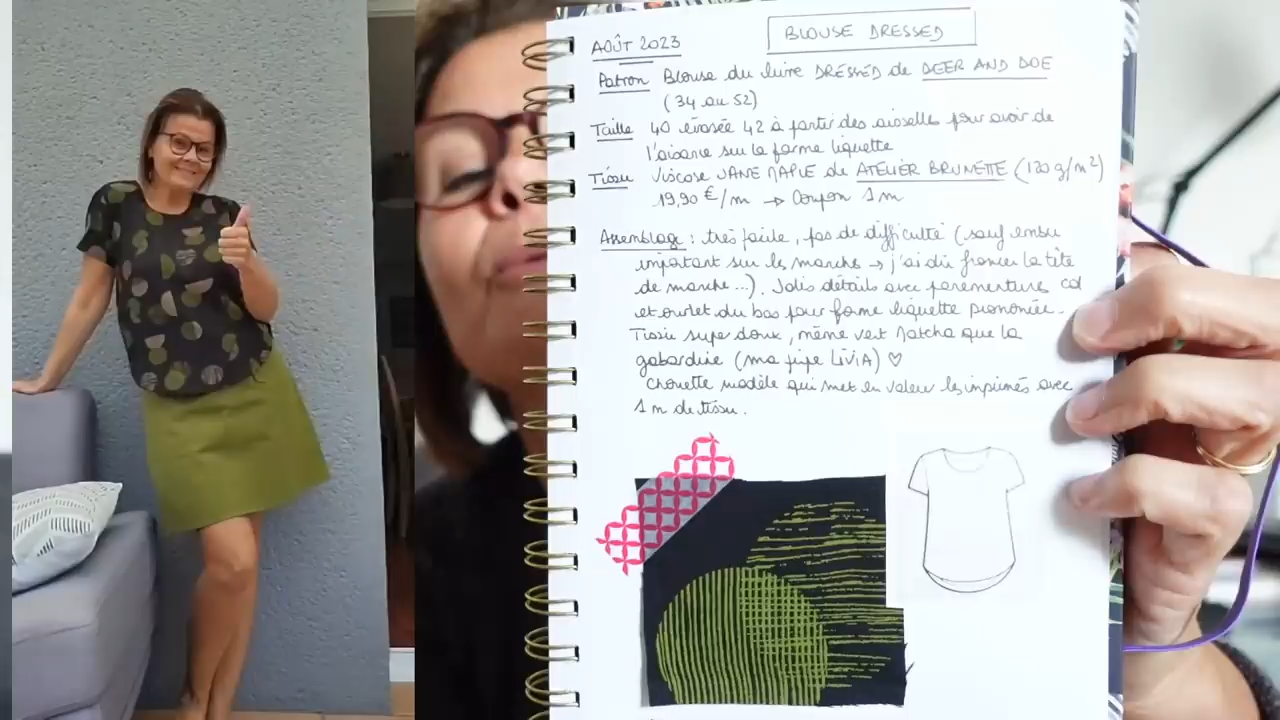 AOÛT 2023
BLOUSE DRESSED
Patron Blouse du livre DRESSED de DEER AND DOE
(34 au 52)
Taille 40 évasée 42 à partir des aisselles pour avoir de
l'aisance sur la forme liquette
Tissu Viscose JANE MAPLE de ATELIER BRUNETTE (120 g/m²)
19,90 €/m → Coupon 1 m
Assemblage : très facile, pas de difficulté (sauf embu
important sur les manches → j'ai dû froncer la tête
de manche...). Jolis détails avec parementure col
et ourlet du bas pour forme liquette prononcée.
Tissu super doux, même vert Matcha que la
gabardine (ma jupe LIVIA) ♡
Chouette modèle qui met en valeur les imprimés avec
1 m de tissu.